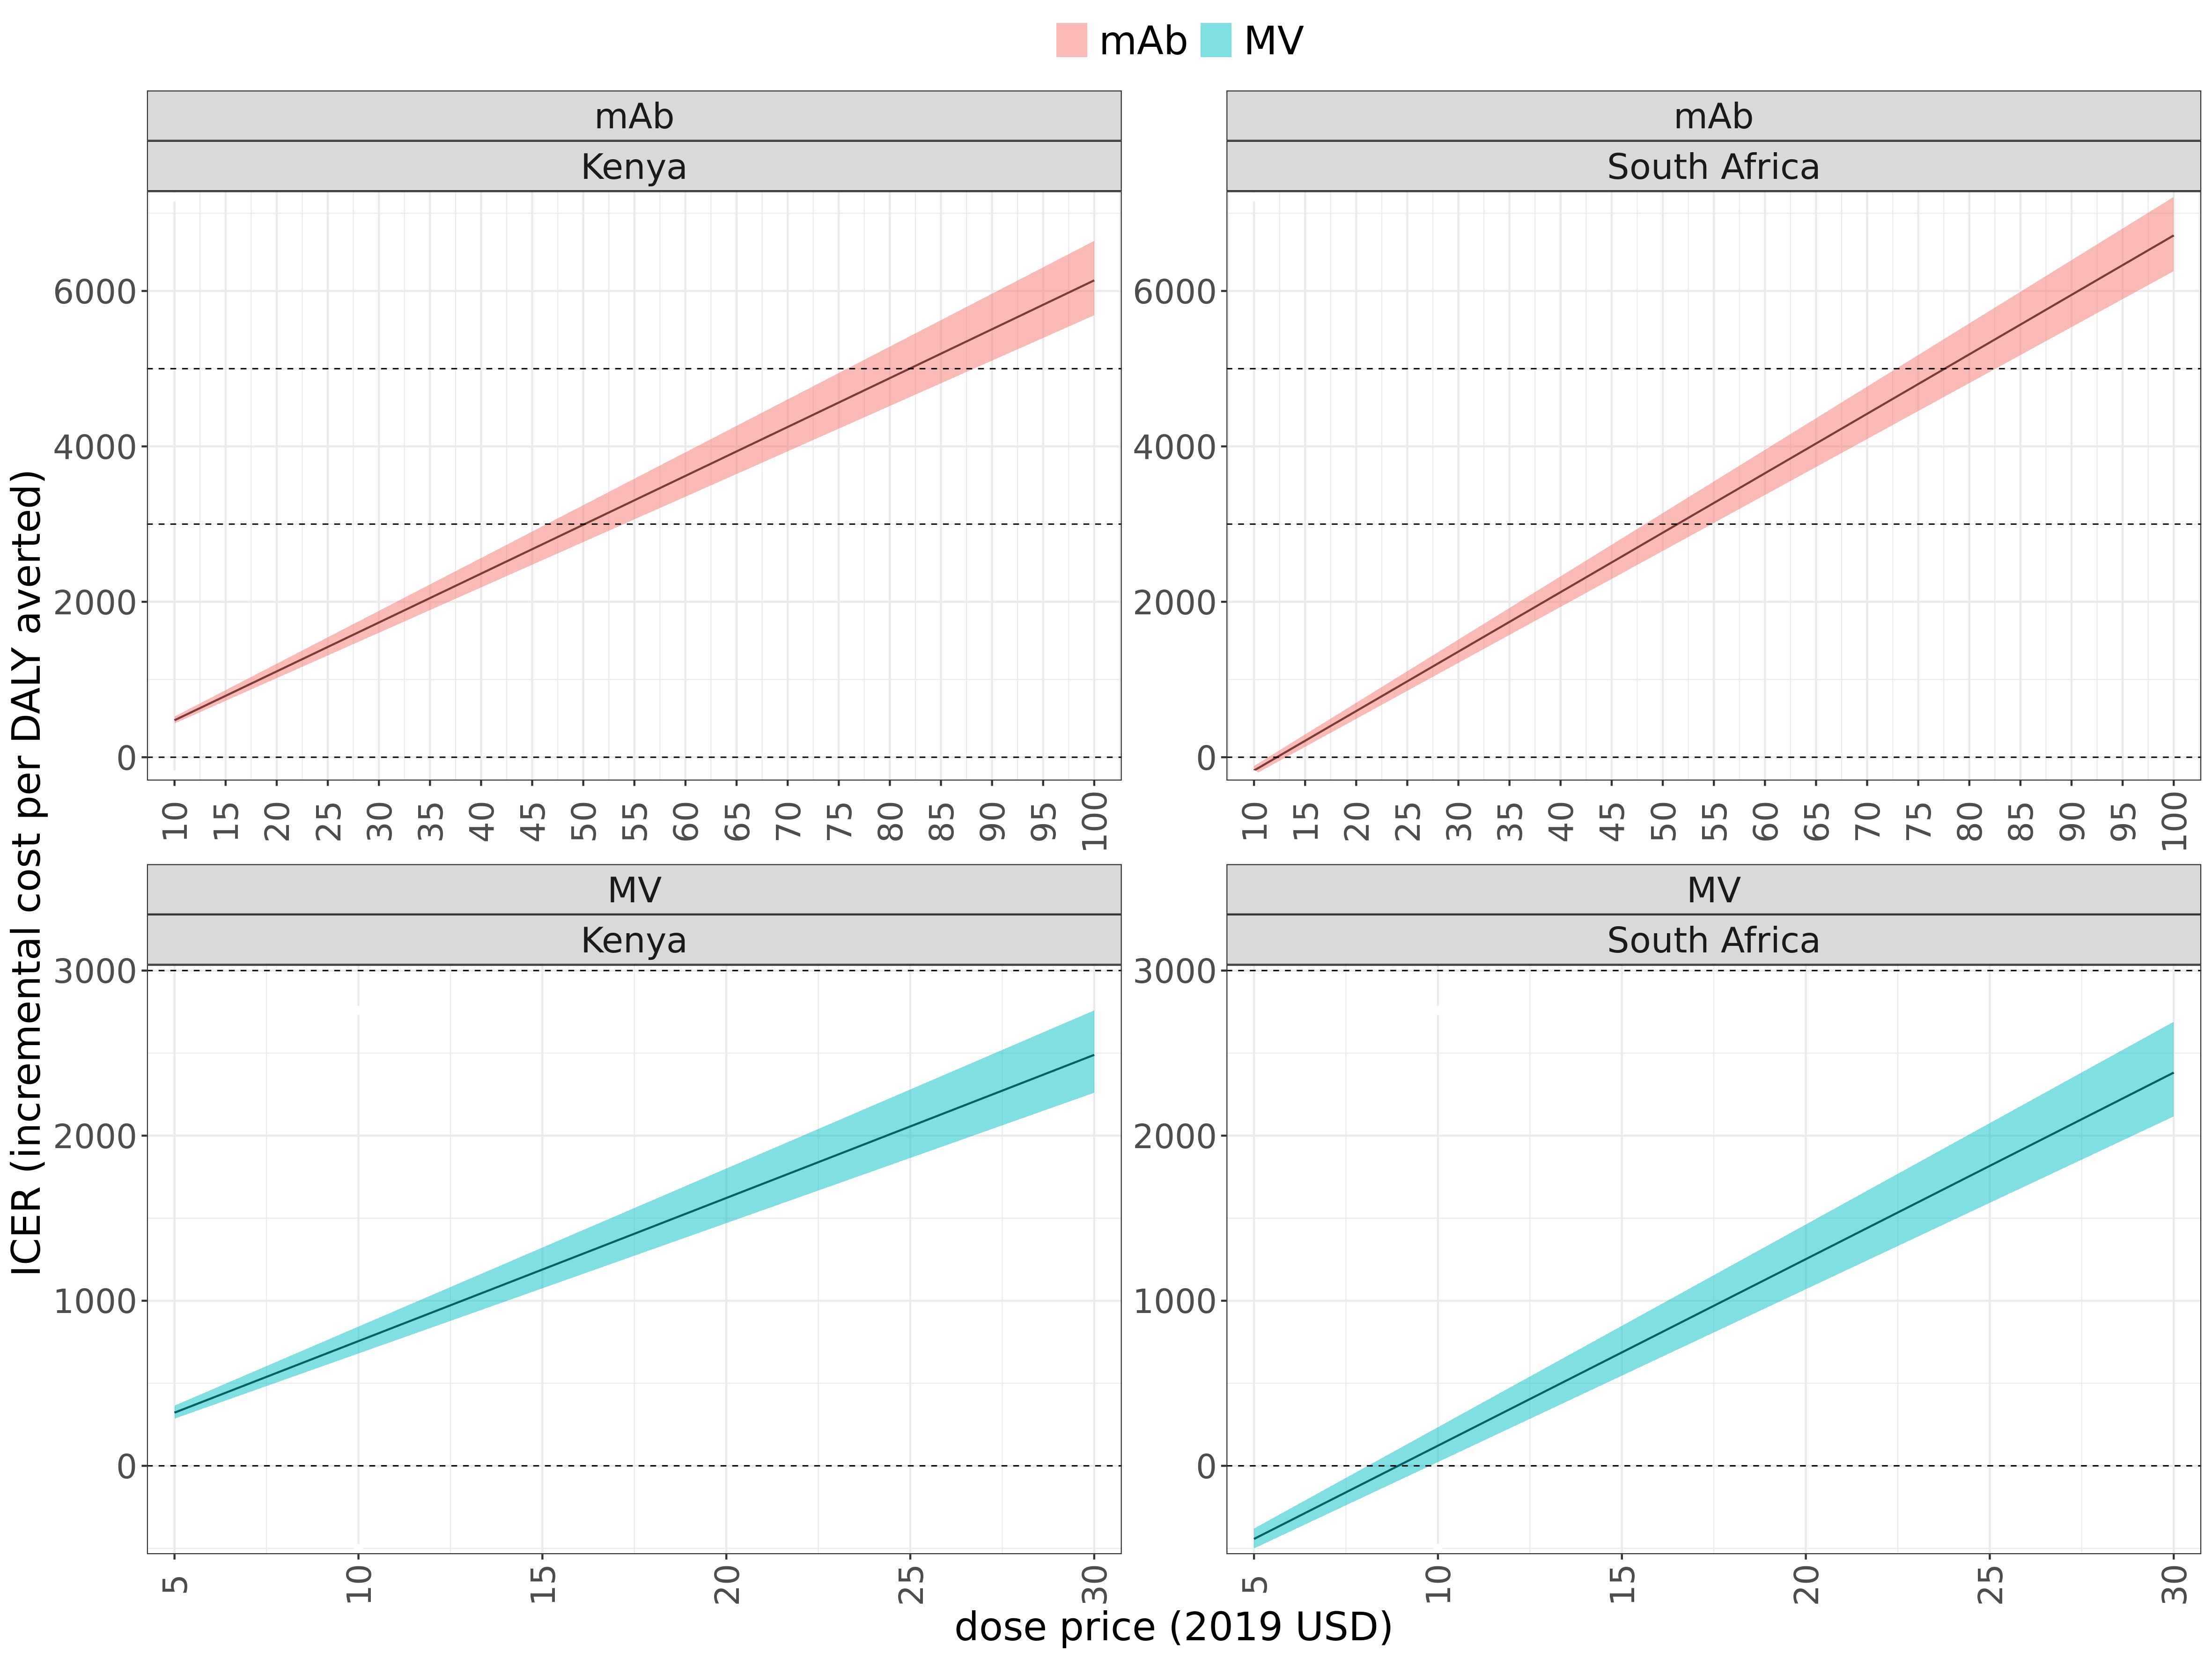 mAb MV
mAb
Kenya
mAb
South Africa
6000
4000
2000
0
6000
4000
2000
0
10 15 20 25 30 35 40 45 50 55 60 65 70 75 80 85 90 95 100
10 15 20 25 30 35 40 45 50 55 60 65 70 75 80 85 90 95 100
ICER (incremental cost per DALY averted)
MV
Kenya
MV
South Africa
3000
2000
1000
0
3000
2000
1000
0
5 10 15 20 25 30
5 10 15 20 25 30
dose price (2019 USD)